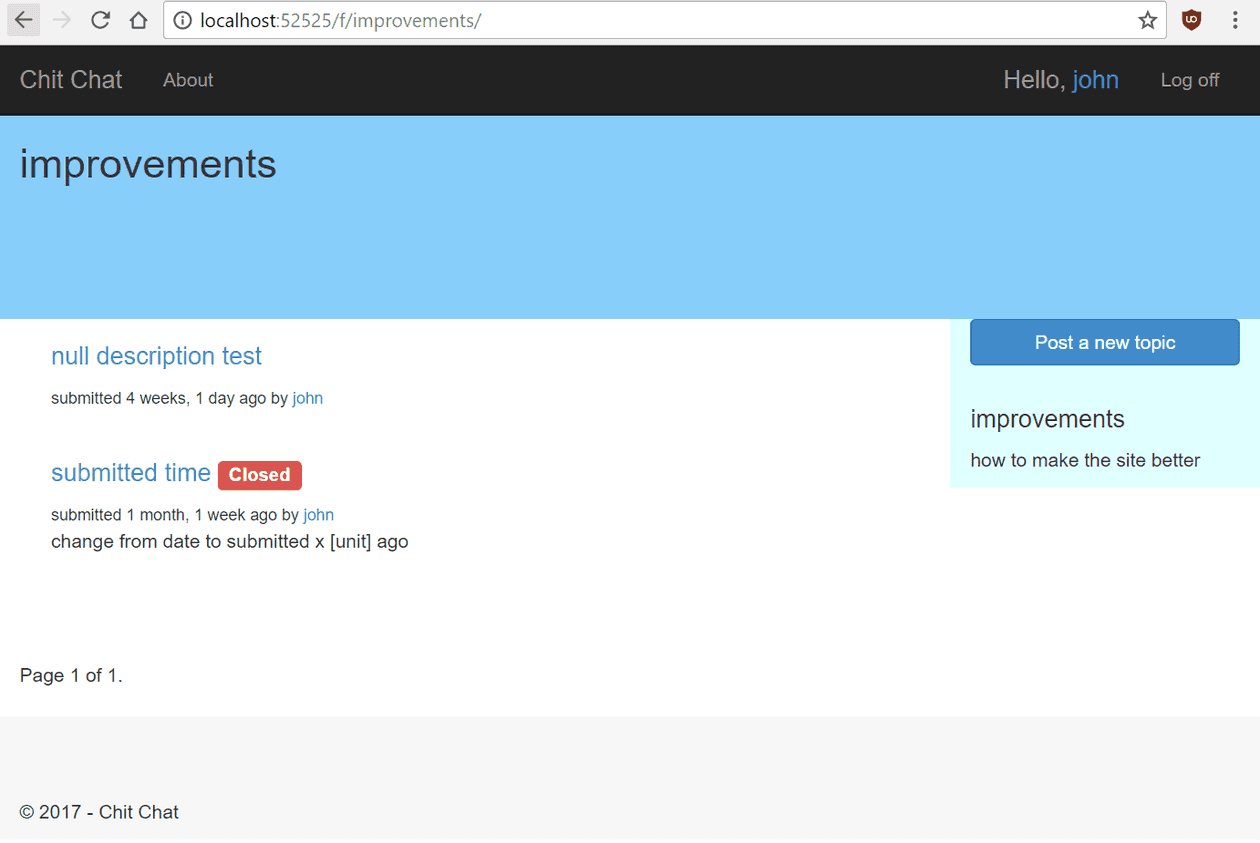 localhost:52525/f/improvements/
Chit Chat About Hello, john Log off
improvements
null description test
submitted 4 weeks, 1 day ago by john
submitted time Closed
submitted 1 month, 1 week ago by john
change from date to submitted x [unit] ago
Post a new topic
improvements
how to make the site better
Page 1 of 1.
© 2017 - Chit Chat